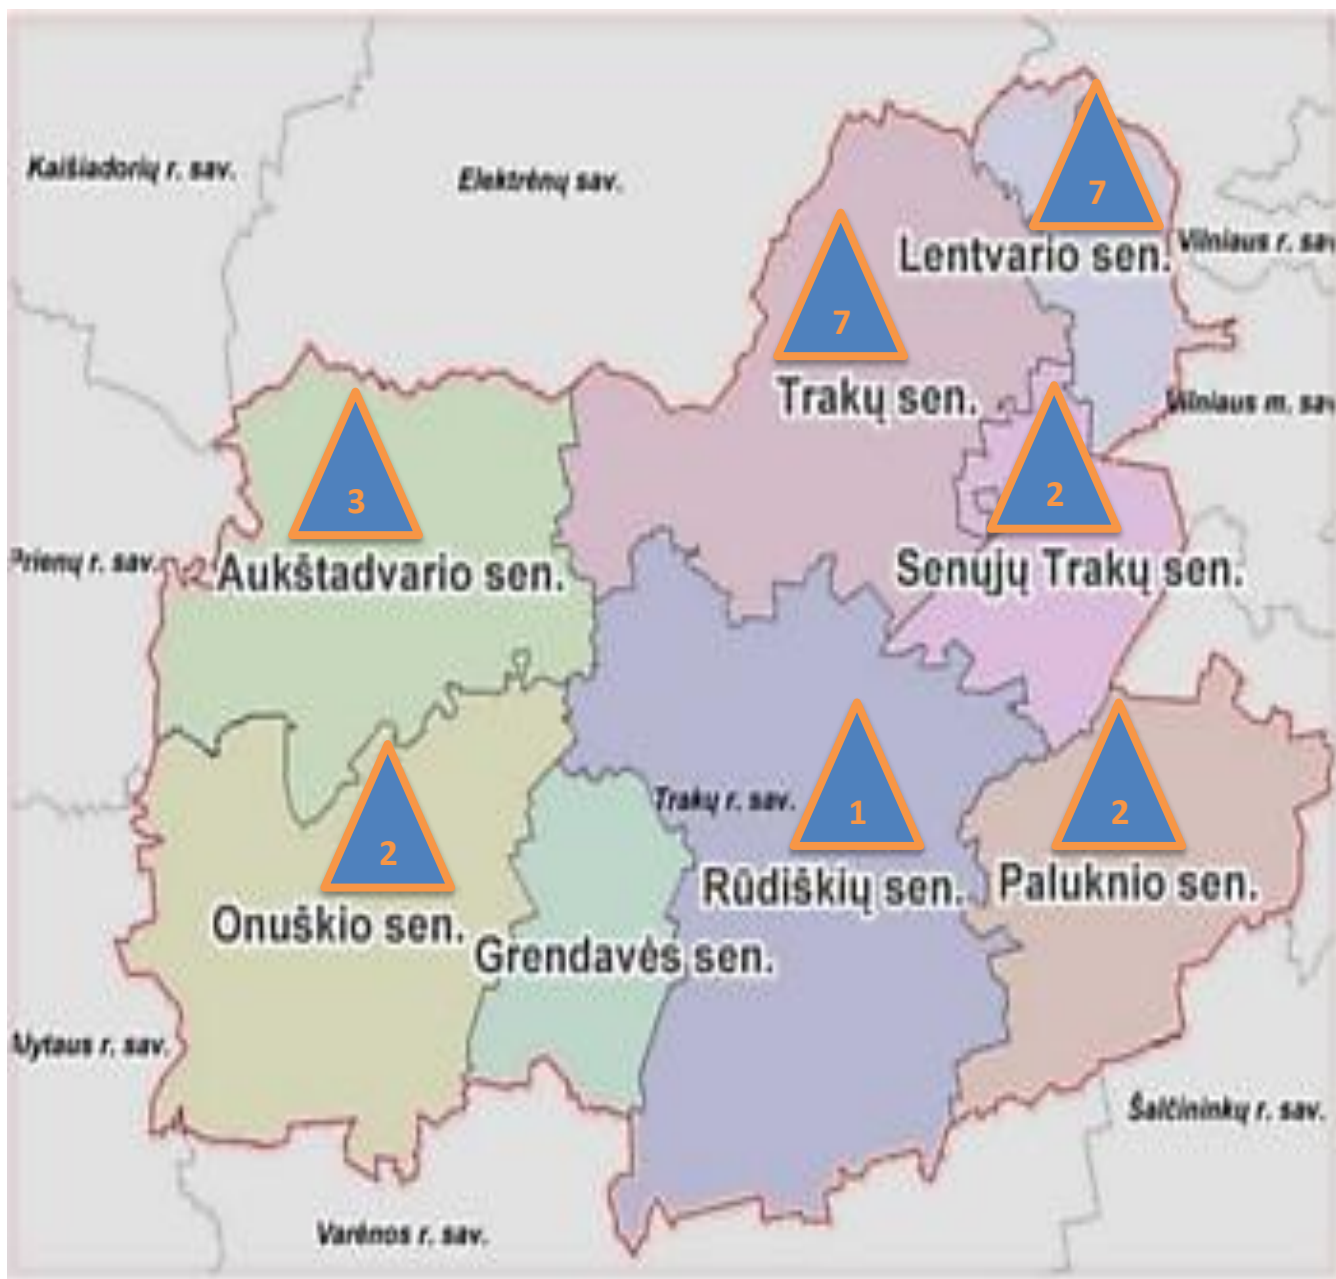 Kaišiadorių r. sav.
Elektrėnų sav.
7
Lentvario sen.
Vilniaus r. sav
7
Trakų sen.
Vilniaus m. sav
3
2
Prienų r. sav.
Aukštadvario sen.
Senųjų Trakų sen.
Trakų r. sav.
1
2
2
Rūdiškių sen.
Paluknio sen.
Onuškio sen.
Grendavės sen.
lytaus r. sav.
Šalčininkų r. sav.
Varėnos r. sav.